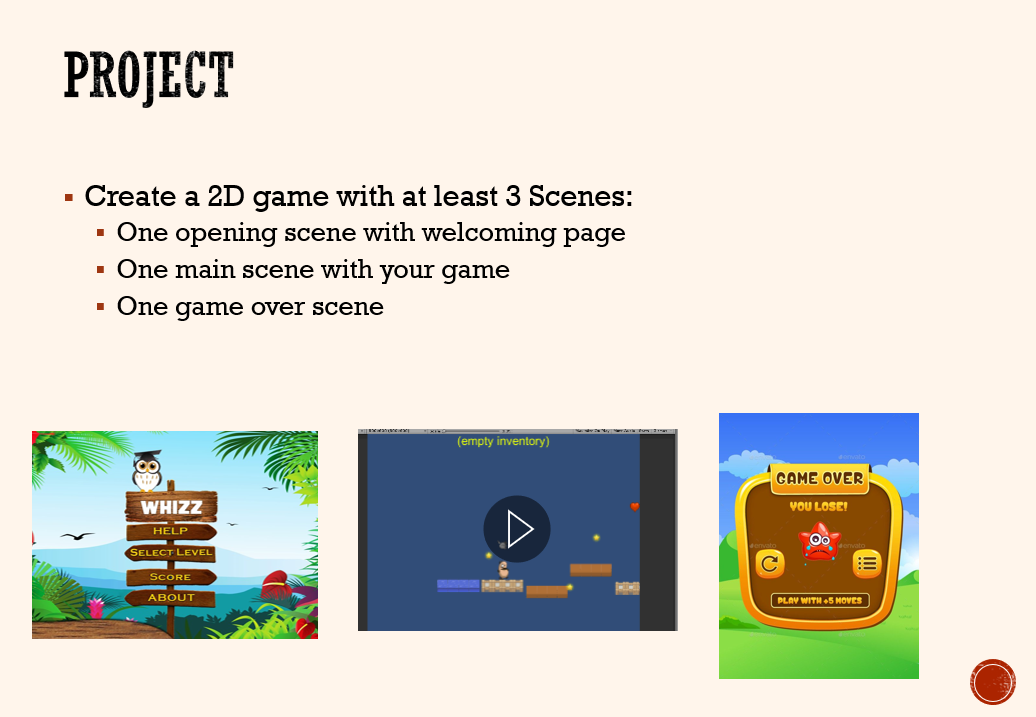 PROJECT
Create a 2D game with at least 3 Scenes:
One opening scene with welcoming page
One main scene with your game
One game over scene
WHIZZ
HELP
SELECT LEVEL
SCORE
ABOUT
(empty inventory)
GAME OVER
YOU LOSE!
PLAY WITH +5 MOVES